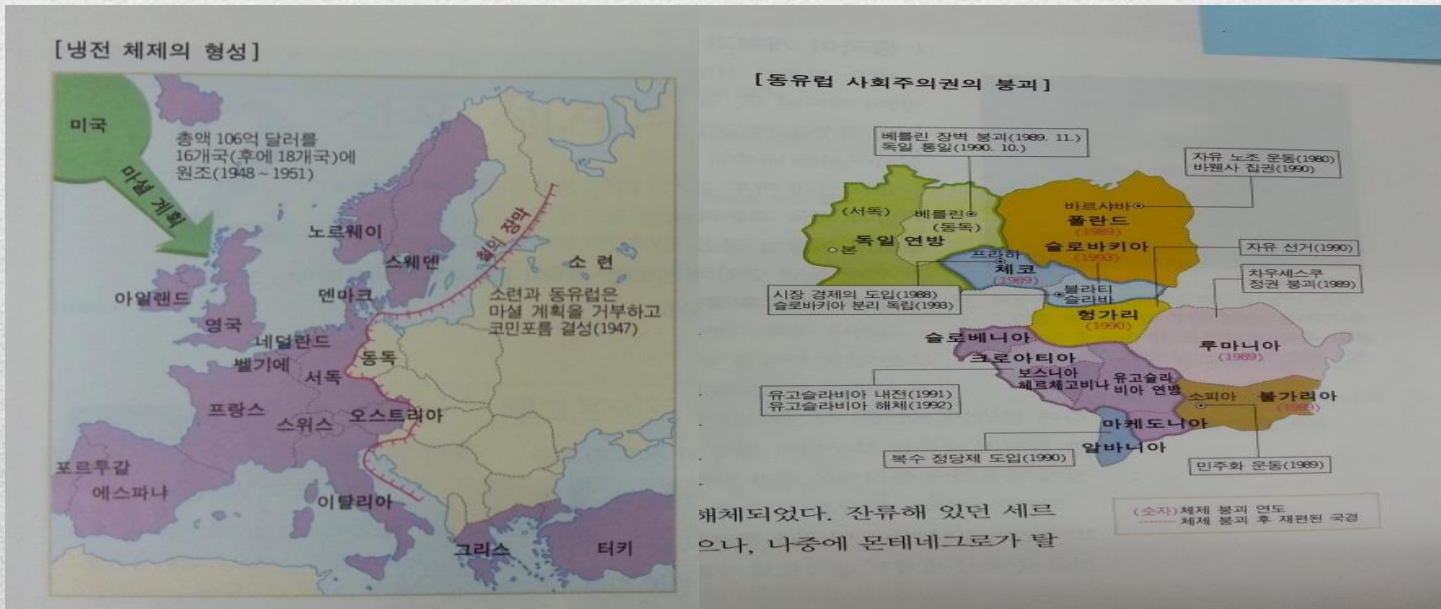 [냉전 체제의 형성]
미국
마셜 계획
총액 106억 달러를
16개국(후에 18개국)에
원조(1948~1951)
노르웨이
스웨덴
철의 장막
소련
아일랜드
덴마크
영국
소련과 동유럽은
마셜 계획을 거부하고
코민포름 결성(1947)
네덜란드
벨기에
서독
동독
프랑스
스위스
오스트리아
포르투갈
에스파냐
이탈리아
그리스
터키
[동유럽 사회주의권의 붕괴]
베를린 장벽 붕괴(1989. 11.)
독일 통일(1990. 10.)
자유 노조 운동(1980)
바웬사 집권(1990)
(서독)
베를린
(동독)
본
독일 연방
바르샤바
폴란드
(1989)
슬로바키아
(1993)
프라하
체코
(1989)
자유 선거(1990)
차우셰스쿠
정권 붕괴(1989)
시장 경제의 도입(1988)
슬로바키아 분리 독립(1993)
블라티
슬라바
헝가리
(1990)
슬로베니아
크로아티아
보스니아
헤르체고비나
유고슬라
비아 연방
루마니아
(1989)
유고슬라비아 내전(1991)
유고슬라비아 해체(1992)
소피아
불가리아
마케도니아
알바니아
복수 정당제 도입(1990)
민주화 운동(1989)
(숫자) 체제 붕괴 연도
체제 붕괴 후 재편된 국경
해체되었다. 잔류해 있던 세르
으나, 나중에 몬테네그로가 탈